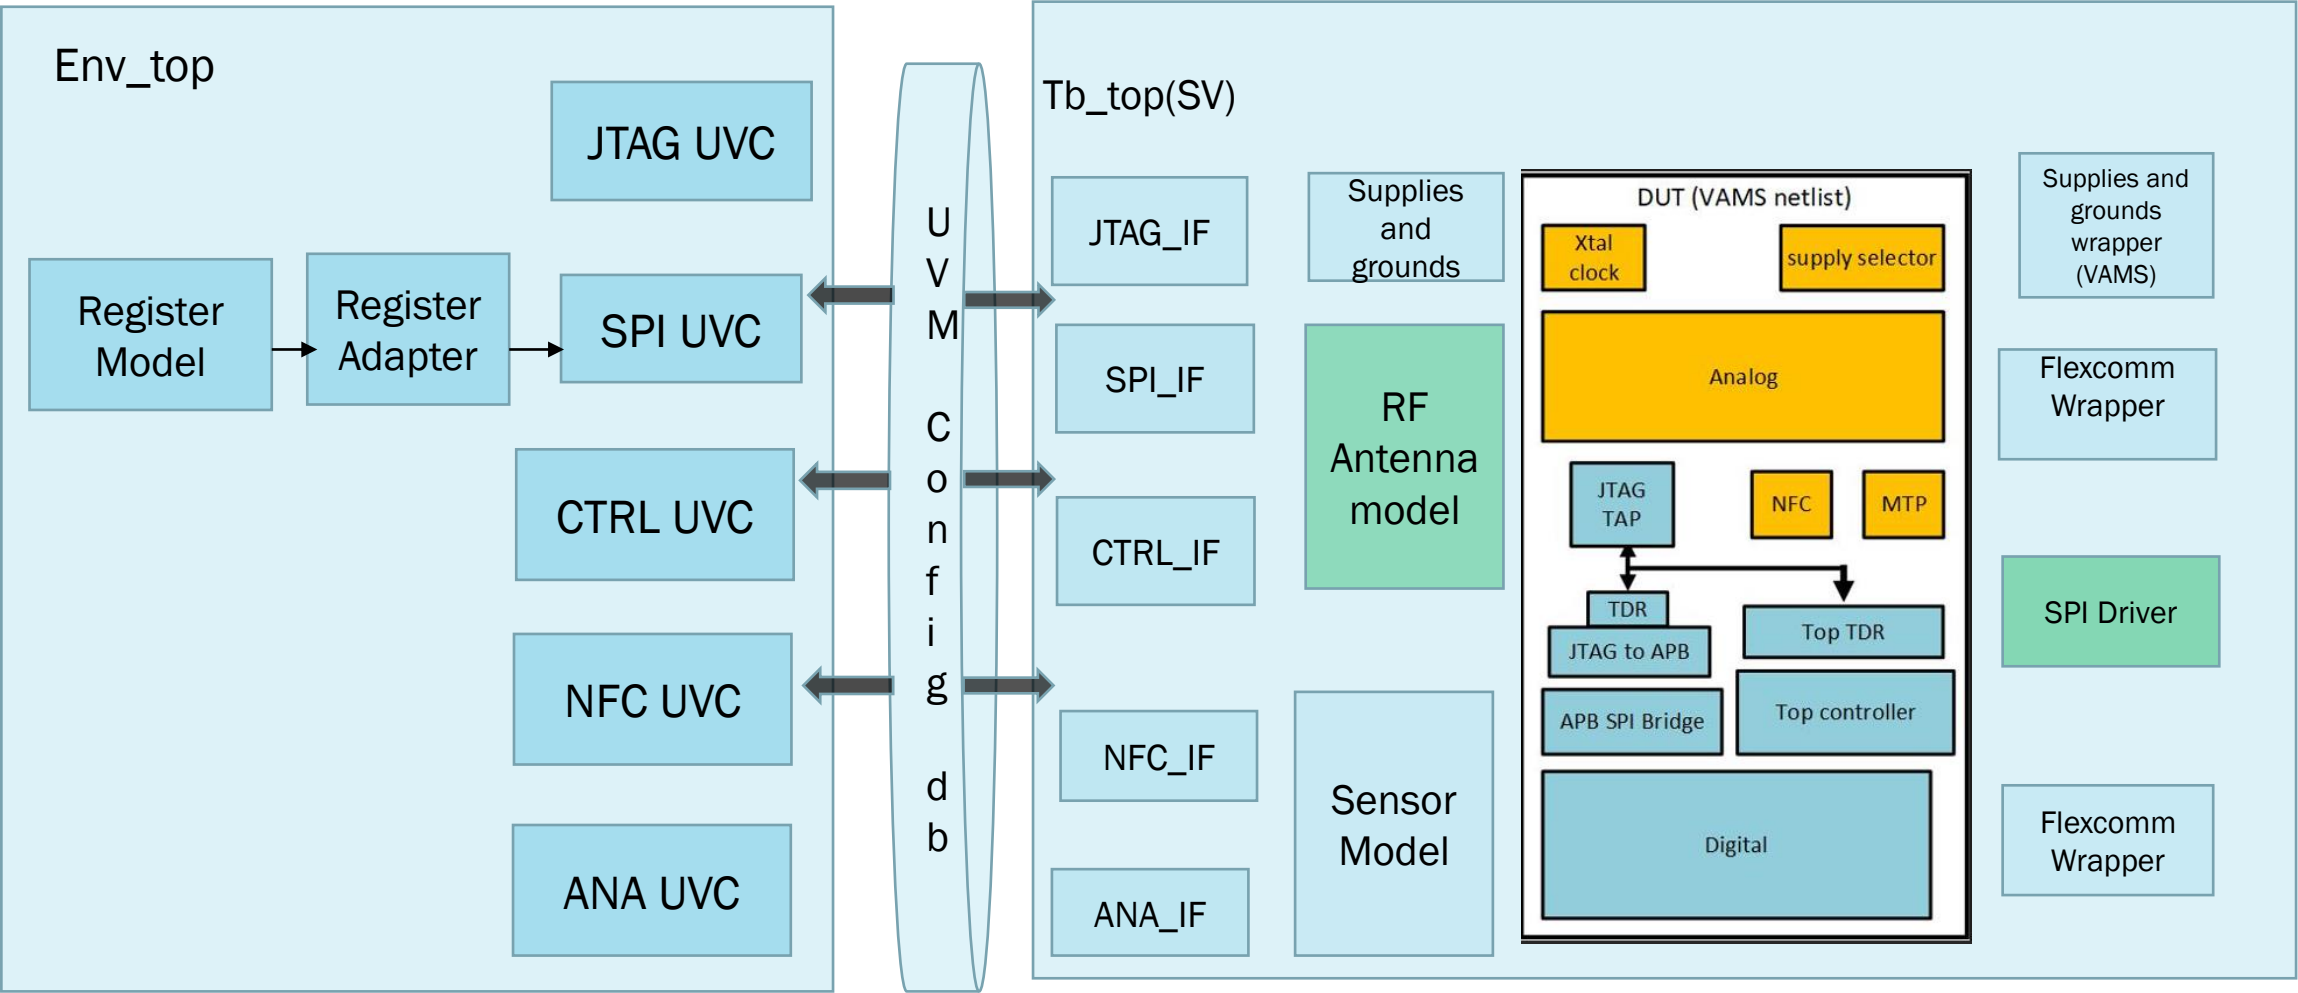 Env_top
JTAG UVC
Register
Model
Register
Adapter
SPI UVC
CTRL UVC
NFC UVC
ANA UVC
U
V
M
C
o
n
f
i
g
d
b
Tb_top(SV)
JTAG_IF
SPI_IF
CTRL_IF
NFC_IF
ANA_IF
Supplies
and
grounds
RF
Antenna
model
Sensor
Model
DUT (VAMS netlist)
Xtal
clock
supply selector
Analog
JTAG
TAP
NFC
MTP
TDR
JTAG to APB
Top TDR
APB SPI Bridge
Top controller
Digital
Supplies and
grounds
wrapper
(VAMS)
Flexcomm
Wrapper
SPI Driver
Flexcomm
Wrapper